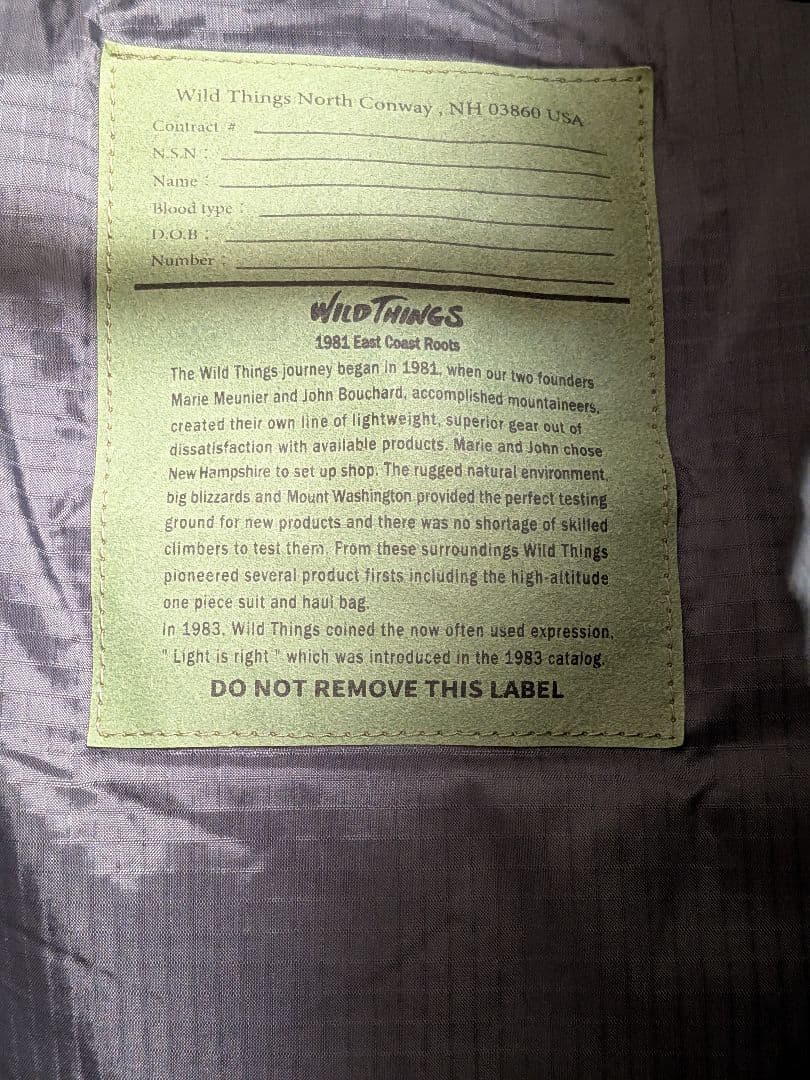 Wild Things North Conway , NH 03860 USA
Contract #
N.S.N :
Name :
Blood type :
D.O.B :
Number :
WILD THINGS
1981 East Coast Roots
The Wild Things journey began in 1981, when our two founders
Marie Meunier and John Bouchard, accomplished mountaineers,
created their own line of lightweight, superior gear out of
dissatisfaction with available products. Marie and John chose
New Hampshire to set up shop. The rugged natural environment,
big blizzards and Mount Washington provided the perfect testing
ground for new products and there was no shortage of skilled
climbers to test them. From these surroundings Wild Things
pioneered several product firsts including the high-altitude
one piece suit and haul bag.
In 1983, Wild Things coined the now often used expression,
" Light is right " which was introduced in the 1983 catalog.
DO NOT REMOVE THIS LABEL